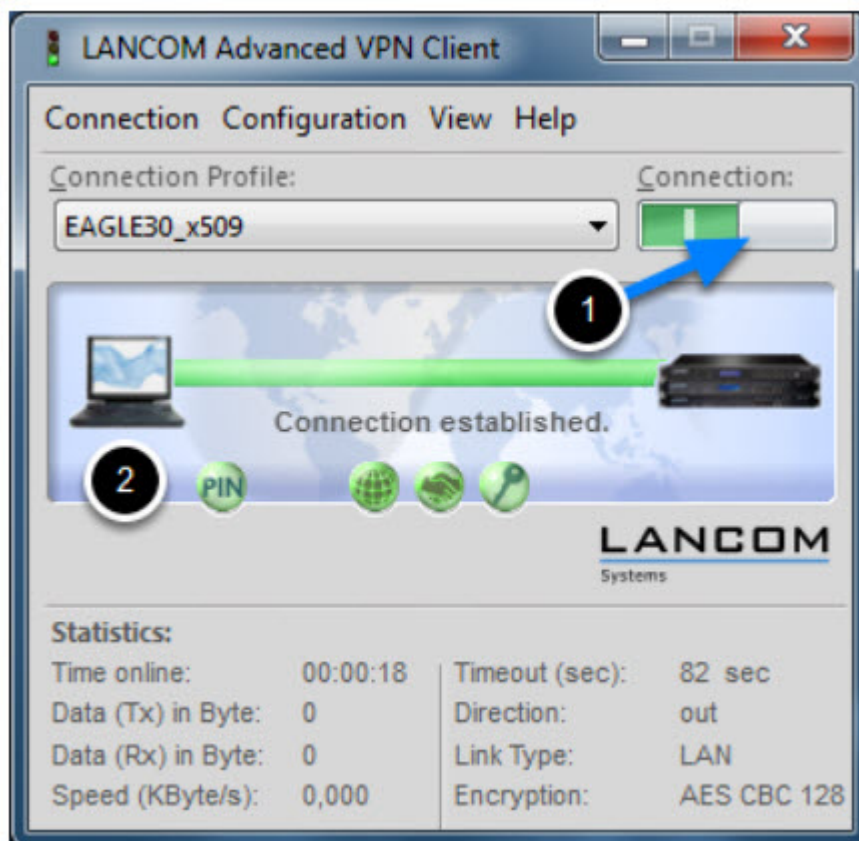 LANCOM Advanced VPN Client
Connection Configuration View Help
Connection Profile: Connection:
EAGLE30_x509
1
Connection established.
2 PIN
LANCOM
Systems
Statistics:
Time online: 00:00:18 Timeout (sec): 82 sec
Data (Tx) in Byte: 0 Direction: out
Data (Rx) in Byte: 0 Link Type: LAN
Speed (KByte/s): 0,000 Encryption: AES CBC 128